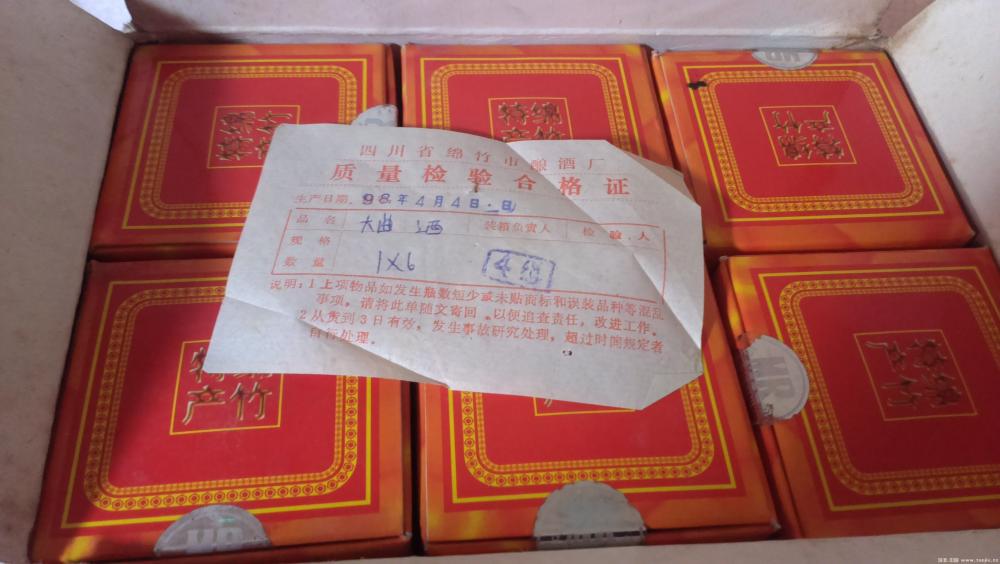 四川省绵竹市酿酒厂
质量检验合格证
生产日期 98年4月4日
品名 大曲酒 装箱负责人 检验人
规格
数量 1×6
说明：1上项物品如发生瓶数短少或未贴商标和误装品种等混乱
事项，请将此单随文寄回。以便追查责任，改进工作。
2从货到3日有效，发生事故研究处理，超过时间规定者
自行处理。
特绵
产竹
特绵
产竹
特绵
产竹
特绵
产竹
特绵
产竹